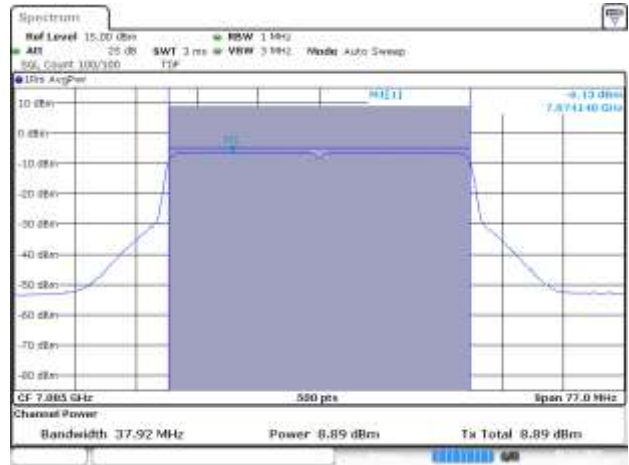 Spectrum
Ref Level 15.00 dBm RBW 1 MHz
Att 25 dB SWT 3 ms VBW 3 MHz Mode Auto Sweep
SGL Count 100/100 TDF
1Rm AvgPwr
M1[1] -6.13 dBm
7.874140 GHz
10 dBm
0 dBm
M1
-10 dBm
-20 dBm
-30 dBm
-40 dBm
-50 dBm
-60 dBm
-70 dBm
-80 dBm
CF 7.885 GHz 500 pts Span 77.0 MHz
Channel Power
Bandwidth 37.92 MHz Power 8.89 dBm Tx Total 8.89 dBm